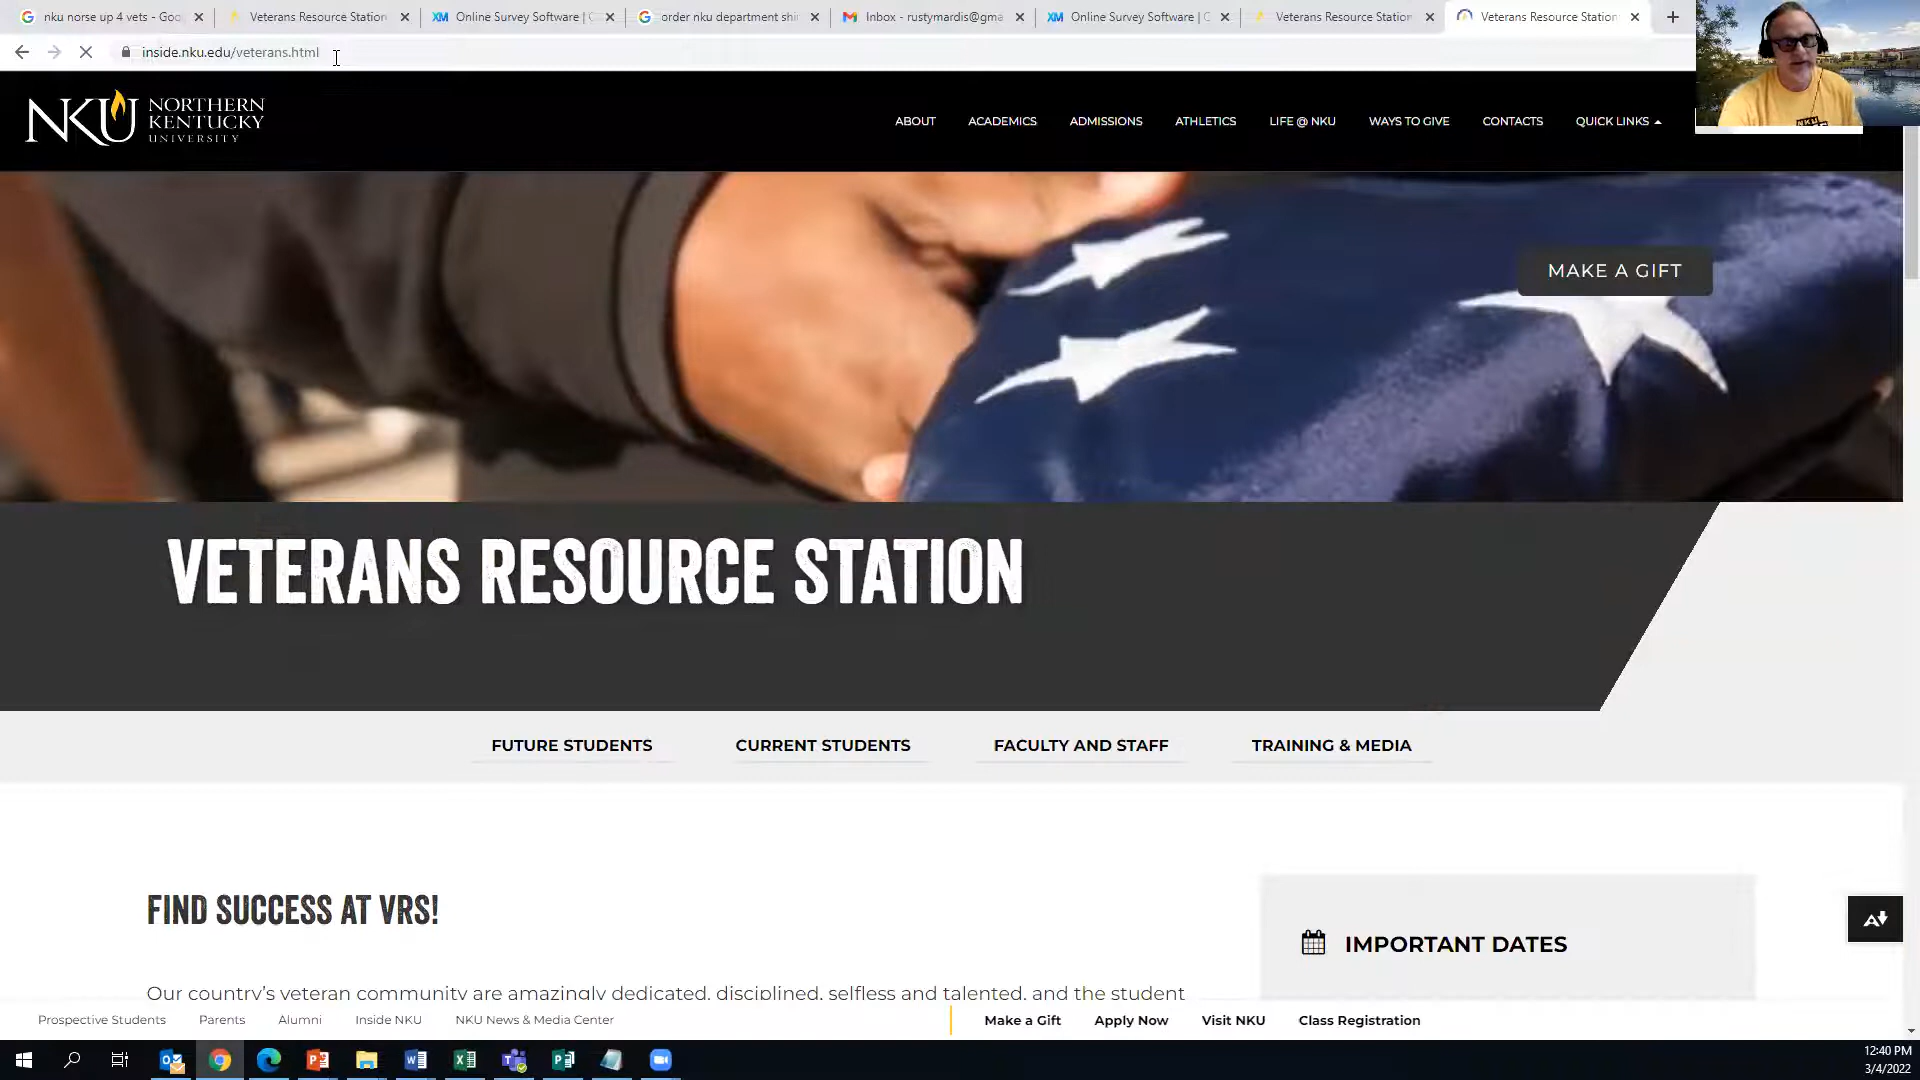 nku norse up 4 vets - Goo
Veterans Resource Station
Online Survey Software | C
order nku department shi
Inbox - rustymardis@gma
Online Survey Software | C
Veterans Resource Station
Veterans Resource Station
inside.nku.edu/veterans.html
NKU NORTHERN
KENTUCKY
UNIVERSITY
ABOUT
ACADEMICS
ADMISSIONS
ATHLETICS
LIFE @ NKU
WAYS TO GIVE
CONTACTS
QUICK LINKS
NKU
MAKE A GIFT
VETERANS RESOURCE STATION
FUTURE STUDENTS
CURRENT STUDENTS
FACULTY AND STAFF
TRAINING & MEDIA
FIND SUCCESS AT VRS!
IMPORTANT DATES
Our country's veteran community are amazingly dedicated, disciplined, selfless and talented, and the student
Prospective Students
Parents
Alumni
Inside NKU
NKU News & Media Center
Make a Gift
Apply Now
Visit NKU
Class Registration
12:40 PM
3/4/2022